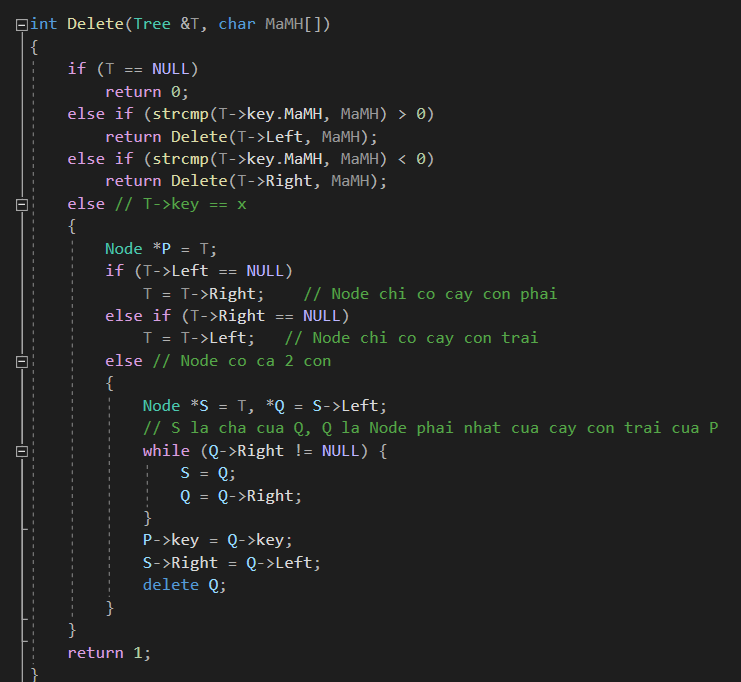 int Delete(Tree &T, char MaMH[])
{
    if (T == NULL)
        return 0;
    else if (strcmp(T->key.MaMH, MaMH) > 0)
        return Delete(T->Left, MaMH);
    else if (strcmp(T->key.MaMH, MaMH) < 0)
        return Delete(T->Right, MaMH);
    else // T->key == x
    {
        Node *P = T;
        if (T->Left == NULL)
            T = T->Right;    // Node chi co cay con phai
        else if (T->Right == NULL)
            T = T->Left;   // Node chi co cay con trai
        else // Node co ca 2 con
        {
            Node *S = T, *Q = S->Left;
            // S la cha cua Q, Q la Node phai nhat cua cay con trai cua P
            while (Q->Right != NULL) {
                S = Q;
                Q = Q->Right;
            }
            P->key = Q->key;
            S->Right = Q->Left;
            delete Q;
        }
    }
    return 1;
}